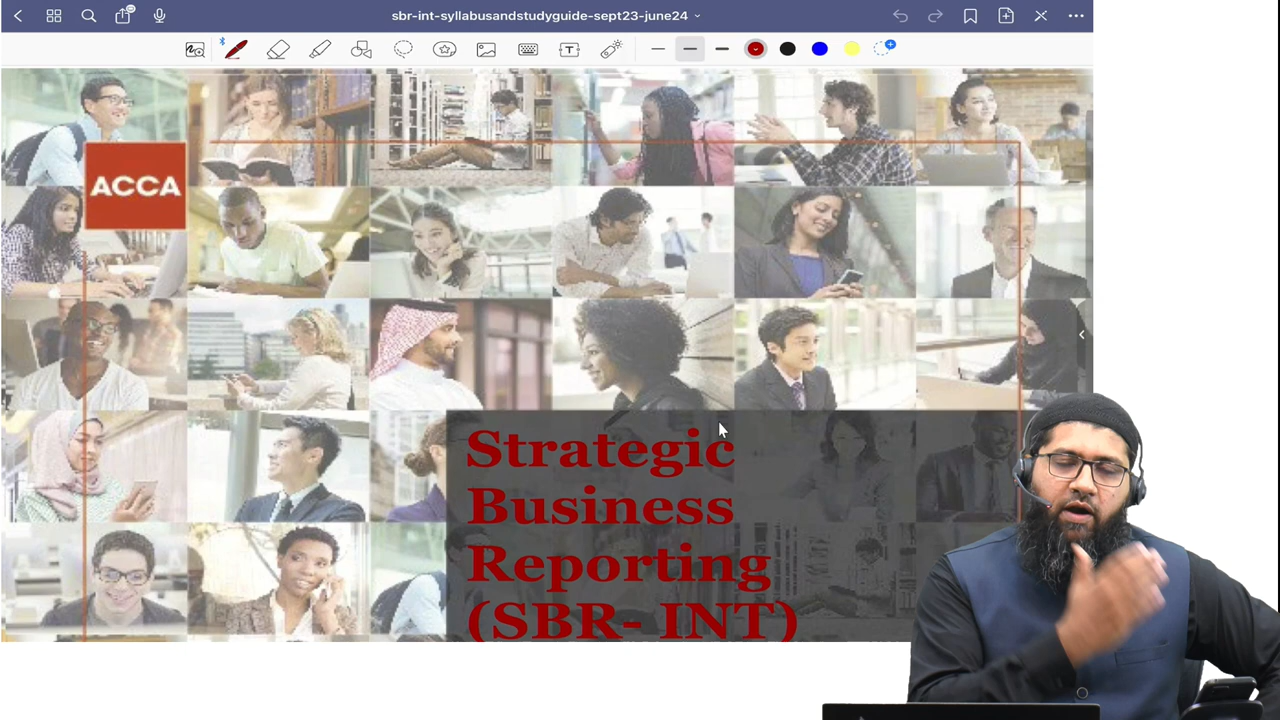 sbr-int-syllabusandstudyguide-sept23-june24
T
ACCA
Strategic
Business
Reporting
(SBR- INT)